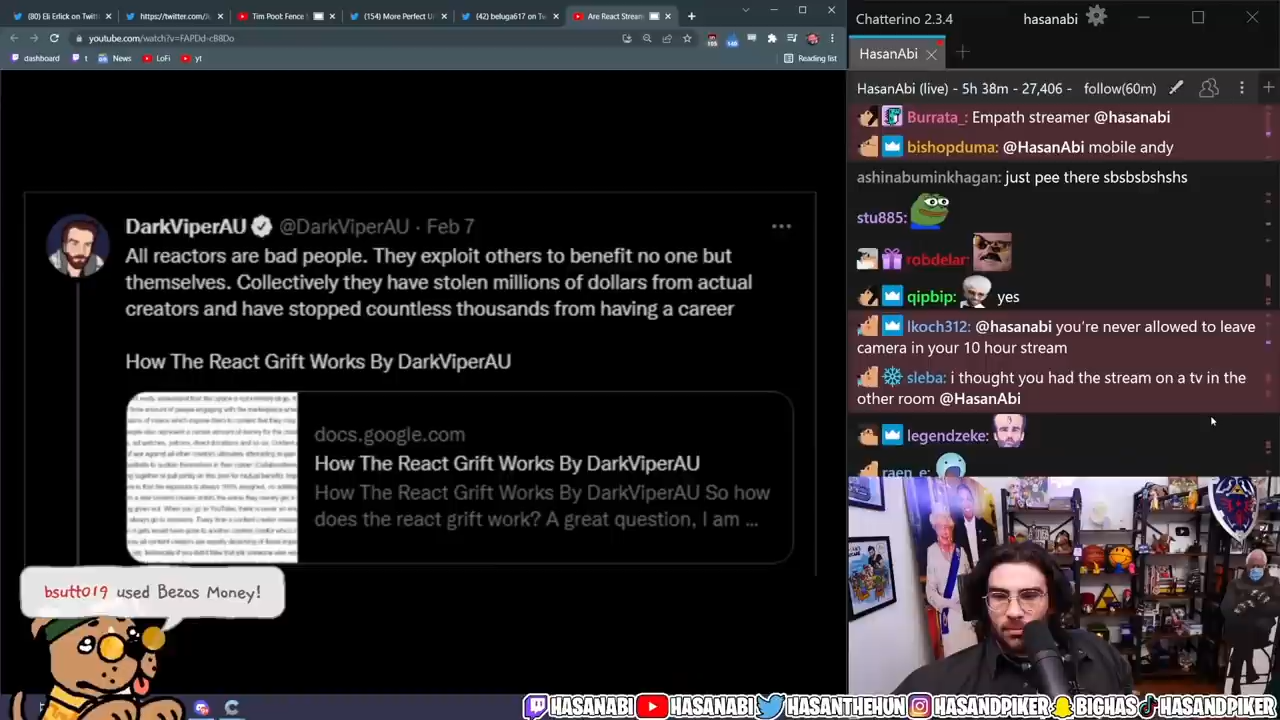 (80) Eli Erlick on Twitt
https://twitter.com/
Tim Pool: Fence
(154) More Perfect U
(42) beluga617 on T
Are React Stream
youtube.com/watch?v=FAPDd-cB8Do
dashboard
t
News
LoFi
yt
Reading list
DarkViperAU @DarkViperAU · Feb 7
All reactors are bad people. They exploit others to benefit no one but
themselves. Collectively they have stolen millions of dollars from actual
creators and have stopped countless thousands from having a career
How The React Grift Works By DarkViperAU
docs.google.com
How The React Grift Works By DarkViperAU
How The React Grift Works By DarkViperAU So how
does the react grift work? A great question, I am ...
bsutt019 used Bezos Money!
Chatterino 2.3.4
hasanabi
HasanAbi
HasanAbi (live) - 5h 38m - 27,406 - follow(60m)
Burrata_: Empath streamer @hasanabi
bishopduma: @HasanAbi mobile andy
ashinabuminkhagan: just pee there sbsbsbshshs
stu885:
robdelar:
qipbip: yes
lkoch312: @hasanabi you're never allowed to leave
camera in your 10 hour stream
sleba: i thought you had the stream on a tv in the
other room @HasanAbi
legendzeke:
HASANABI HASANABI HASANTHEHUN HASANDPIKER BIGHAS HASANDPIKER